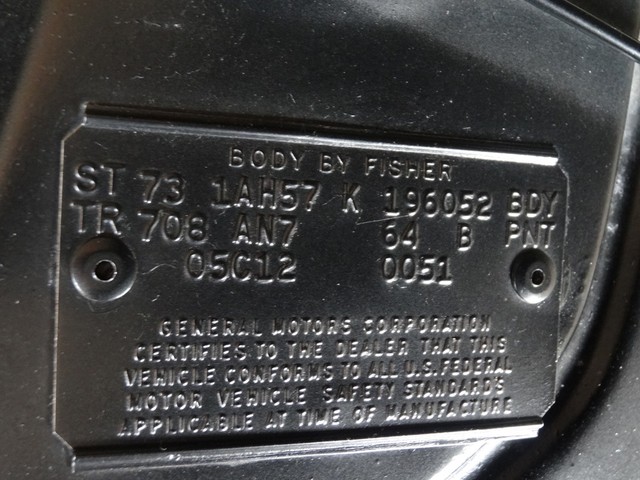 BODY BY FISHER
ST 73 1AH57 K 196052 BDY
TR 708 AN7 64 B PNT
05C12 0051
GENERAL MOTORS CORPORATION
CERTIFIES TO THE DEALER THAT THIS
VEHICLE CONFORMS TO ALL U.S. FEDERAL
MOTOR VEHICLE SAFETY STANDARDS
APPLICABLE AT TIME OF MANUFACTURE